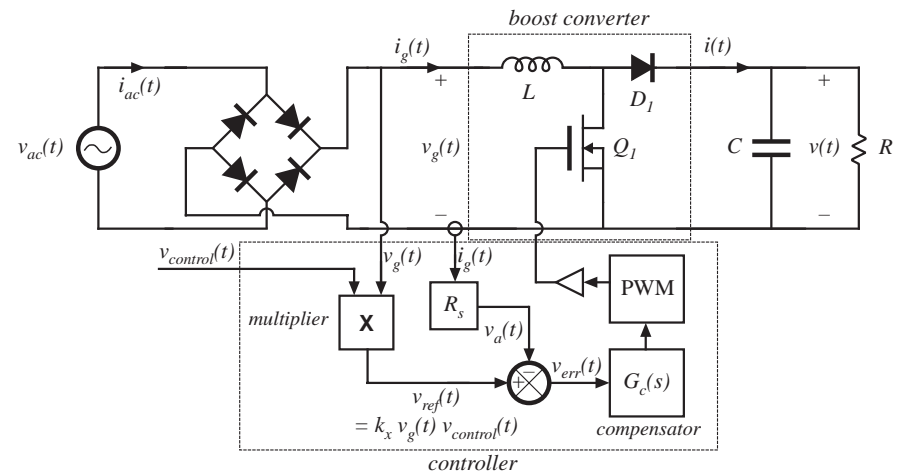 boost converter
i_g(t)
i(t)
i_ac(t)
+
L
D_1
+
v_ac(t)
v_g(t)
Q_1
C
v(t)
R
–
–
v_control(t)
v_g(t)
i_g(t)
multiplier
X
R_s
PWM
v_a(t)
+
–
v_err(t)
G_c(s)
v_ref(t)
= k_x v_g(t) v_control(t)
compensator
controller